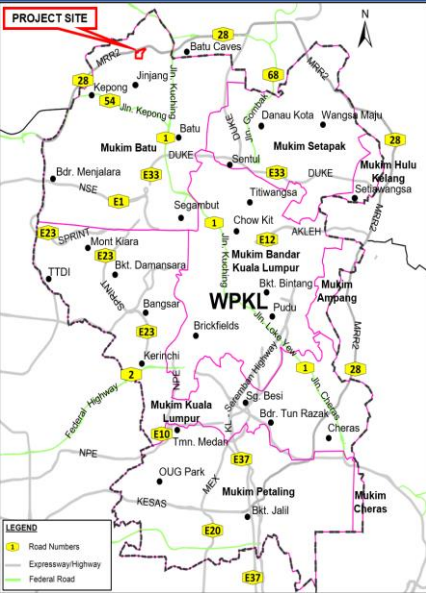 PROJECT SITE
N
MRR2
28
Batu Caves
MRR2
28
Kepong
Jinjang
54
Jln. Kepong
Jln. Kuching
68
Jln. Gombak
DUKE
Danau Kota
Wangsa Maju
1
Batu
Mukim Batu
Mukim Setapak
28
DUKE
Sentul
Mukim Hulu
Kelang
Bdr. Menjalara
E33
E33
DUKE
NSE
Setiawangsa
E1
Titiwangsa
Segambut
1
Chow Kit
MRR2
E23
SPRINT
Mont Kiara
E12
AKLEH
E23
Jln. Kuching
Mukim Bandar
Kuala Lumpur
TTDI
Bkt. Damansara
SPRINT
Mukim
Ampang
Bkt. Bintang
WPKL
Bangsar
Pudu
Jln. Loke Yew
E23
Brickfields
MRR2
Kerinchi
2
Federal Highway
NPE
Seremban Highway
1
28
Jln. Cheras
Mukim Kuala
Lumpur
Sg. Besi
E10
Tmn. Medan
KL
Bdr. Tun Razak
Cheras
NPE
E37
OUG Park
MEX
Mukim Petaling
Mukim
Cheras
KESAS
Bkt. Jalil
E20
E37
LEGEND
1
Road Numbers
Expressway/Highway
Federal Road